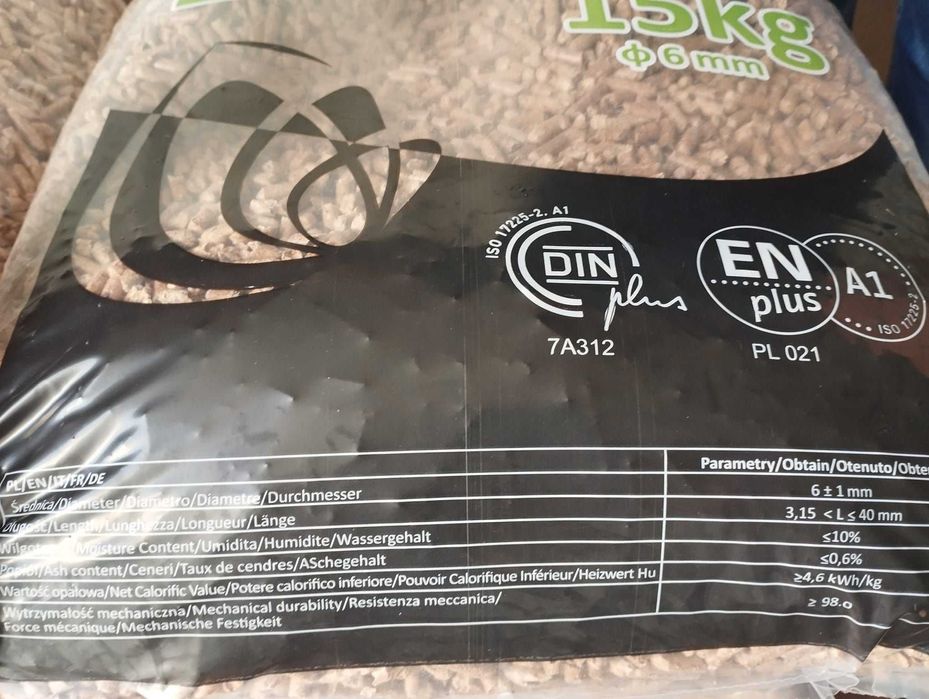 15kg
ϕ 6 mm
ISO 17225-2. A1
DIN
plus
7A312
EN
plus
A1
ISO 17225-2
PL 021
PL/EN/IT/FR/DE
Parametry/Obtain/Otenuto/Obte
Średnica/Diameter/Diametro/Diametre/Durchmesser
6 ± 1 mm
Długość/Length/Lunghezza/Longueur/Länge
3,15 < L ≤ 40 mm
Moisture Content/Umidita/Humidite/Wassergehalt
≤10%
Popiół/Ash content/Ceneri/Taux de cendres/ASchegehalt
≤0,6%
Wartość opałowa/Net Calorific Value/Potere calorifico inferiore/Pouvoir Calorifique Inférieur/Heizwert Hu
≥4,6 kWh/kg
Wytrzymałość mechaniczna/Mechanical durability/Resistenza meccanica/
Force mécanique/Mechanische Festigkeit
≥ 98.0